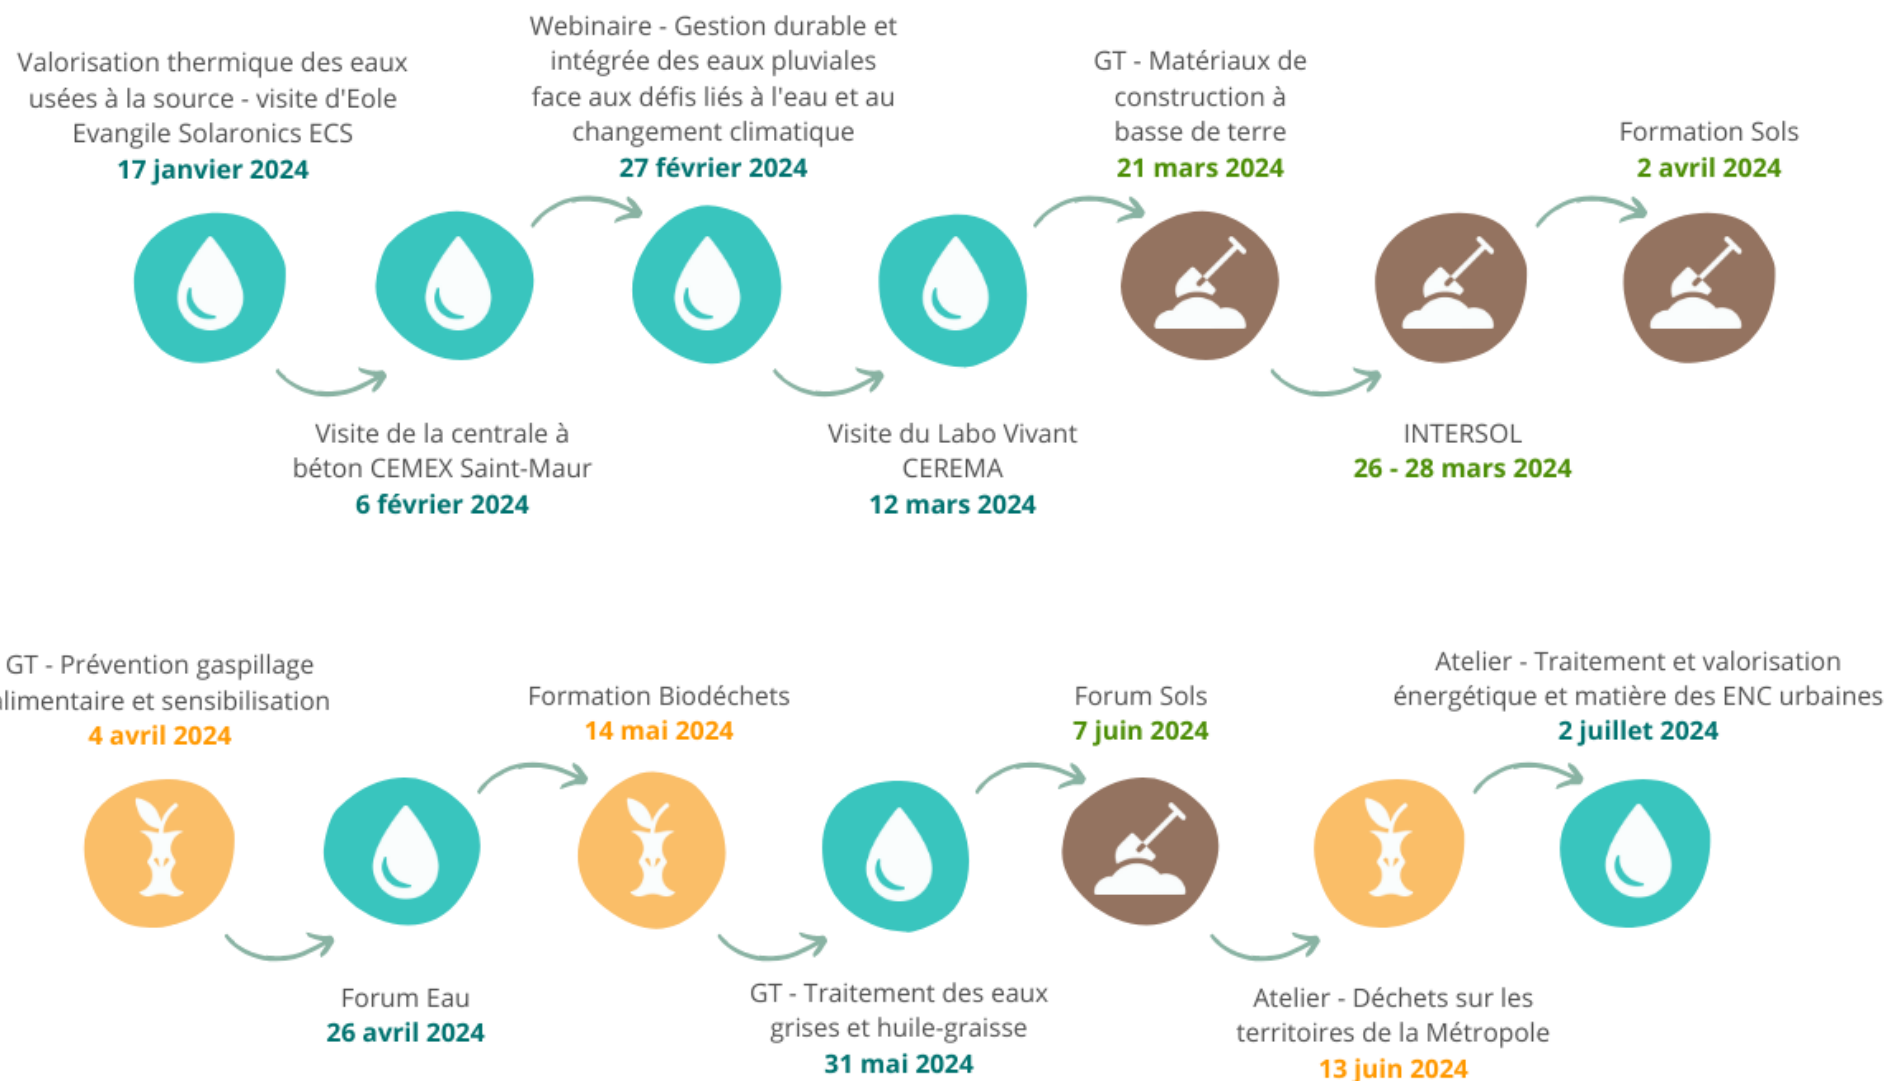 Valorisation thermique des eaux
usées à la source - visite d'Eole
Evangile Solaronics ECS
17 janvier 2024
Visite de la centrale à
béton CEMEX Saint-Maur
6 février 2024
Webinaire - Gestion durable et
intégrée des eaux pluviales
face aux défis liés à l'eau et au
changement climatique
27 février 2024
Visite du Labo Vivant
CEREMA
12 mars 2024
GT - Matériaux de
construction à
basse de terre
21 mars 2024
INTERSOL
26 - 28 mars 2024
Formation Sols
2 avril 2024
GT - Prévention gaspillage
alimentaire et sensibilisation
4 avril 2024
Forum Eau
26 avril 2024
Formation Biodéchets
14 mai 2024
GT - Traitement des eaux
grises et huile-graisse
31 mai 2024
Forum Sols
7 juin 2024
Atelier - Déchets sur les
territoires de la Métropole
13 juin 2024
Atelier - Traitement et valorisation
énergétique et matière des ENC urbaines
2 juillet 2024